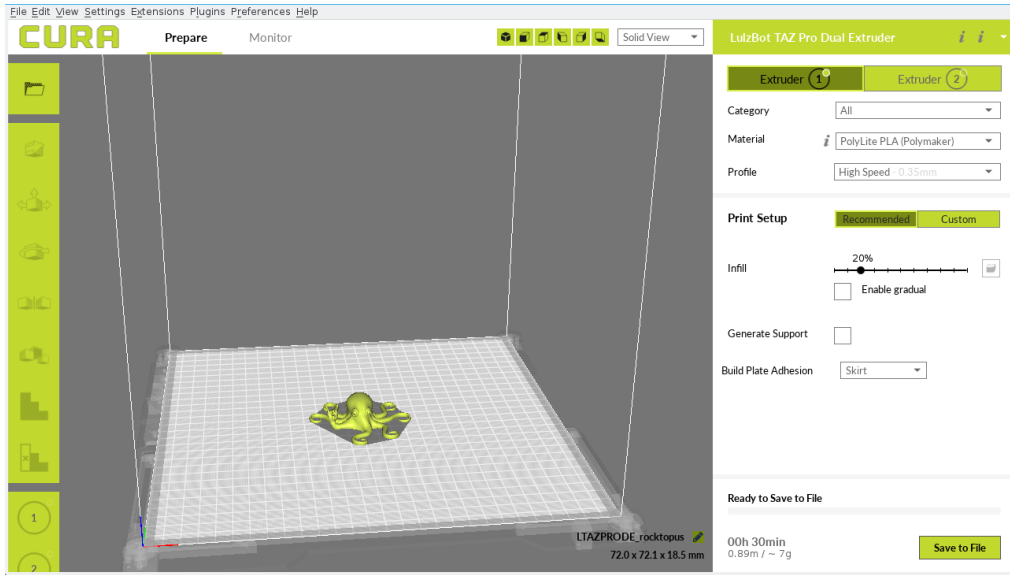 File Edit View Settings Extensions Plugins Preferences Help
CURA
Prepare
Monitor
Solid View
LulzBot TAZ Pro Dual Extruder
i i
Extruder 1
Extruder 2
Category
All
Material
i
PolyLite PLA (Polymaker)
Profile
High Speed - 0.35mm
Print Setup
Recommended
Custom
20%
Infill
Enable gradual
Generate Support
Build Plate Adhesion
Skirt
1
2
LTAZPRODE_rocktopus
72.0 x 72.1 x 18.5 mm
Ready to Save to File
00h 30min
0.89m / ~ 7g
Save to File